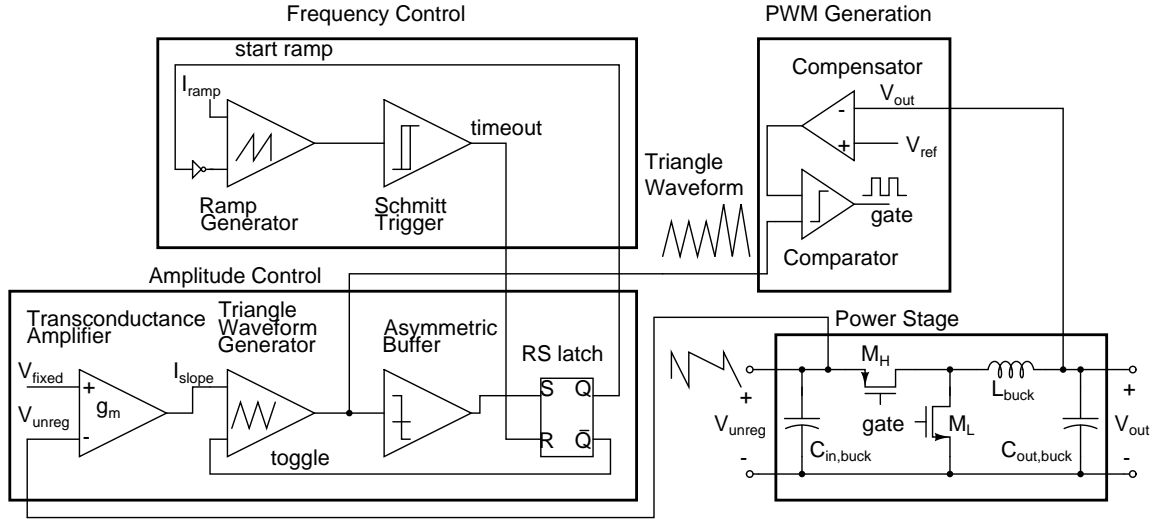 Frequency Control
PWM Generation
start ramp
I_ramp
timeout
Ramp
Generator
Schmitt
Trigger
Triangle
Waveform
Compensator
V_out
-
+
V_ref
gate
Comparator
Amplitude Control
Transconductance
Amplifier
V_fixed
+
g_m
V_unreg
-
I_slope
Triangle
Waveform
Generator
toggle
Asymmetric
Buffer
RS latch
S Q
R Q̄
Power Stage
M_H
L_buck
+
V_unreg
-
C_in,buck
gate
M_L
C_out,buck
+
V_out
-